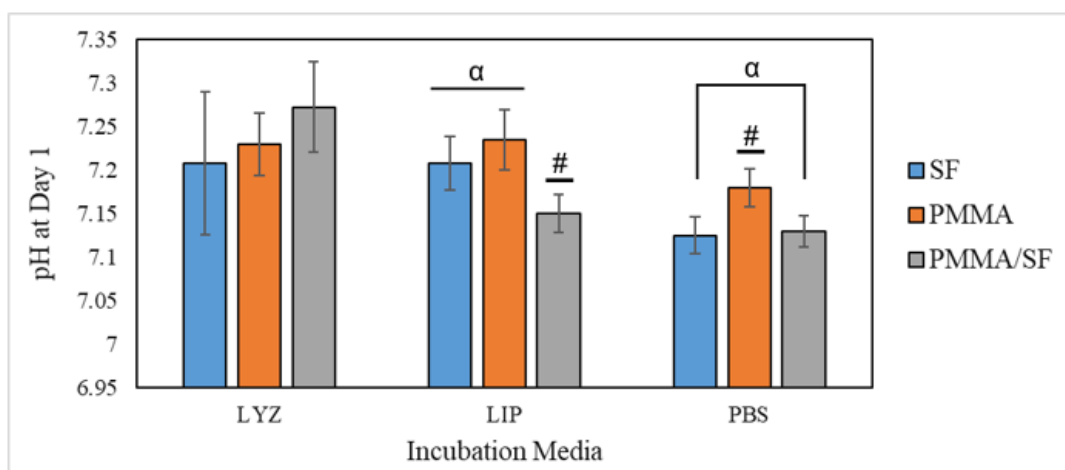 7.35
7.3
7.25
7.2
7.15
7.1
7.05
7
6.95
pH at Day 1
α
#
α
#
LYZ
LIP
PBS
Incubation Media
SF
PMMA
PMMA/SF